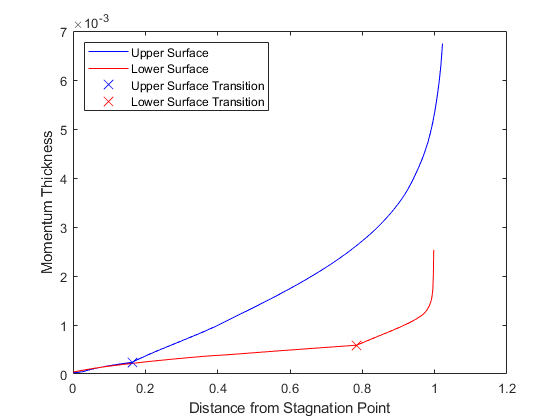 ×10-3
7
6
5
4
3
2
1
0
0
0.2
0.4
0.6
0.8
1
1.2
Momentum Thickness
Distance from Stagnation Point
Upper Surface
Lower Surface
Upper Surface Transition
Lower Surface Transition